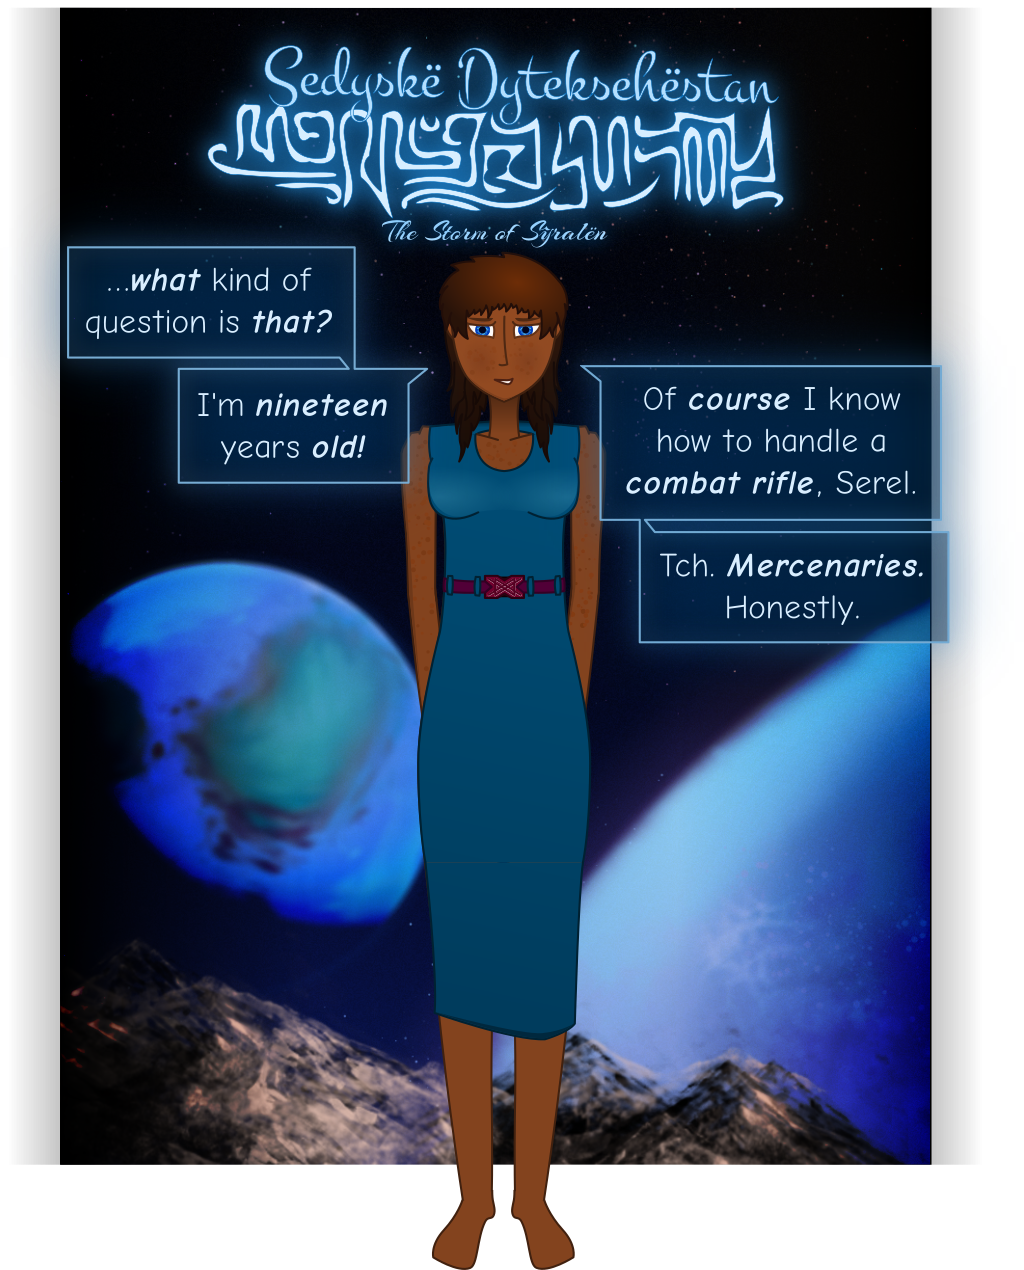 Sedyskë Dyteksehëstan
The Storm of Sÿralën
...what kind of
question is that?
I'm nineteen
years old!
Of course I know
how to handle a
combat rifle, Serel.
Tch. Mercenaries.
Honestly.